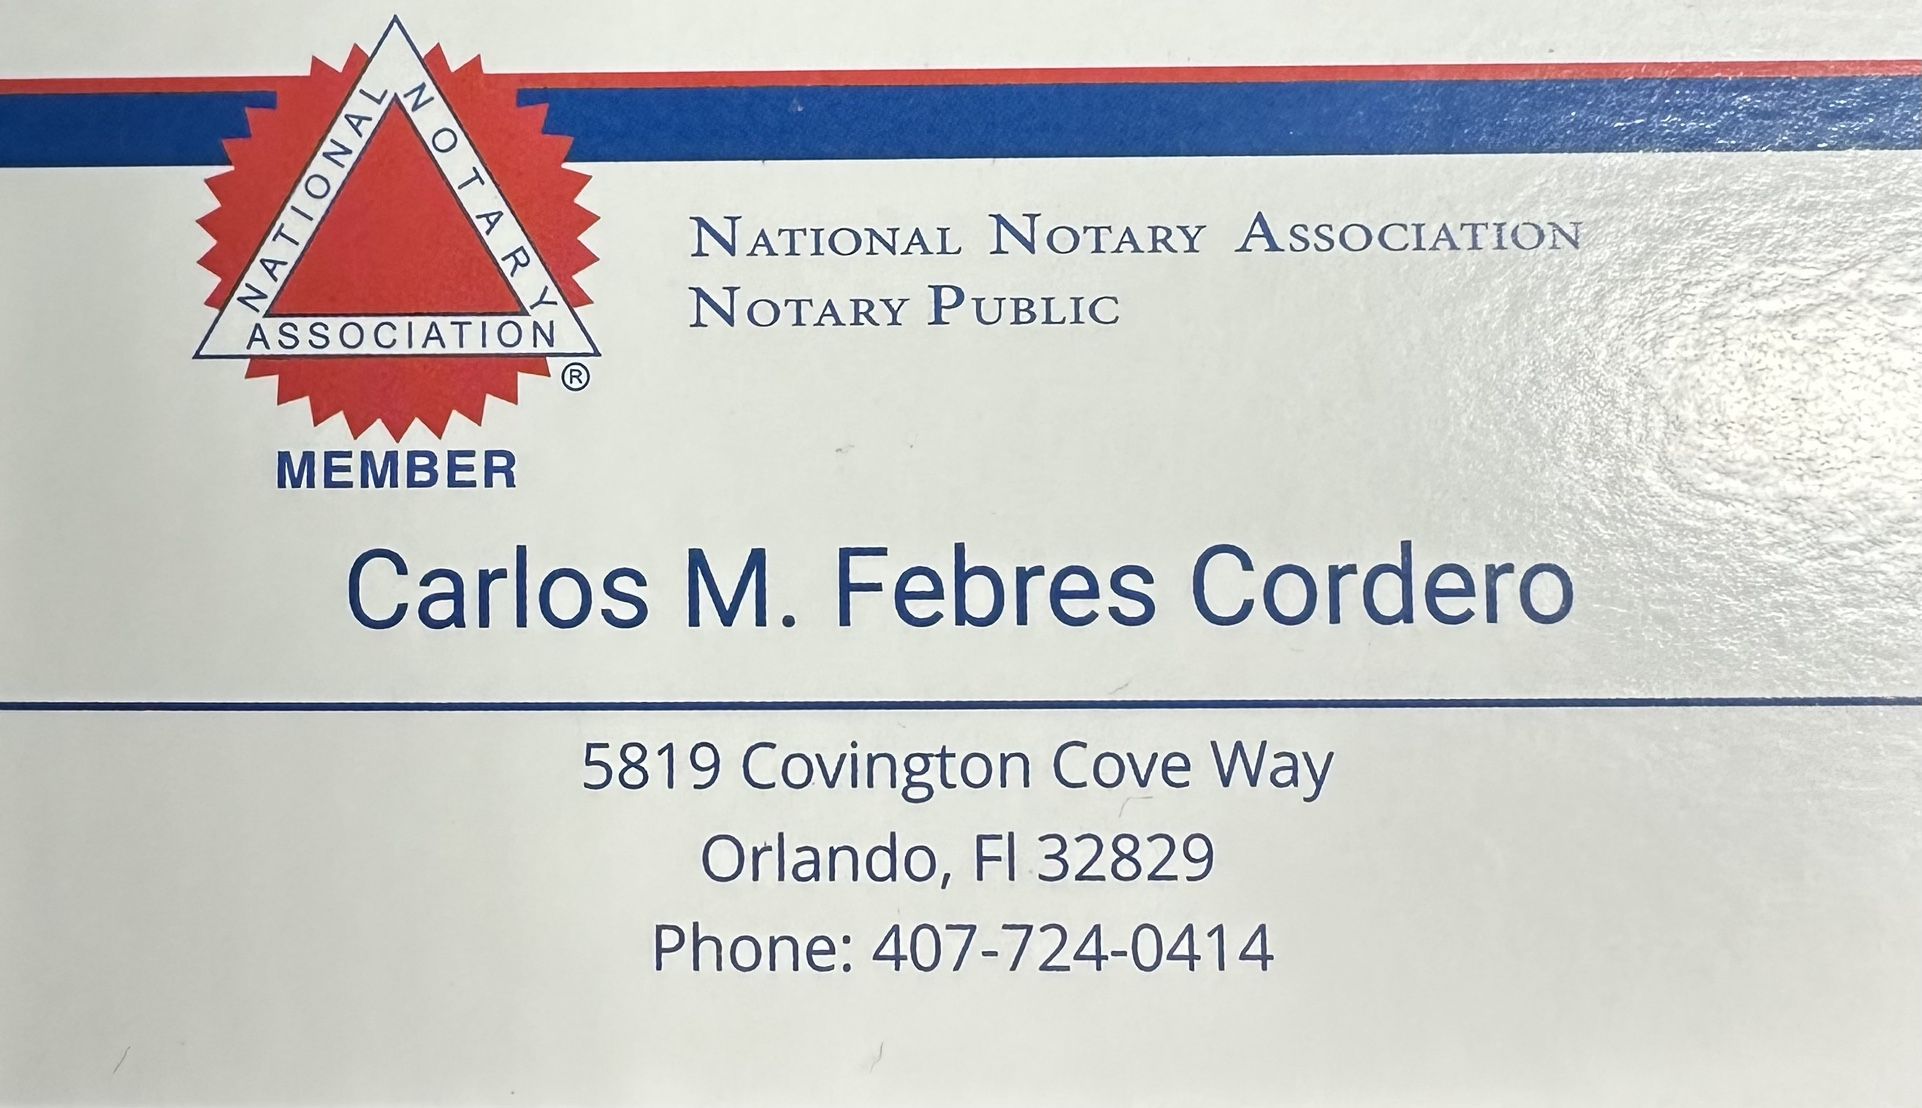 NATIONAL NOTARY
ASSOCIATION
®
MEMBER
NATIONAL NOTARY ASSOCIATION
NOTARY PUBLIC
Carlos M. Febres Cordero
5819 Covington Cove Way
Orlando, Fl 32829
Phone: 407-724-0414